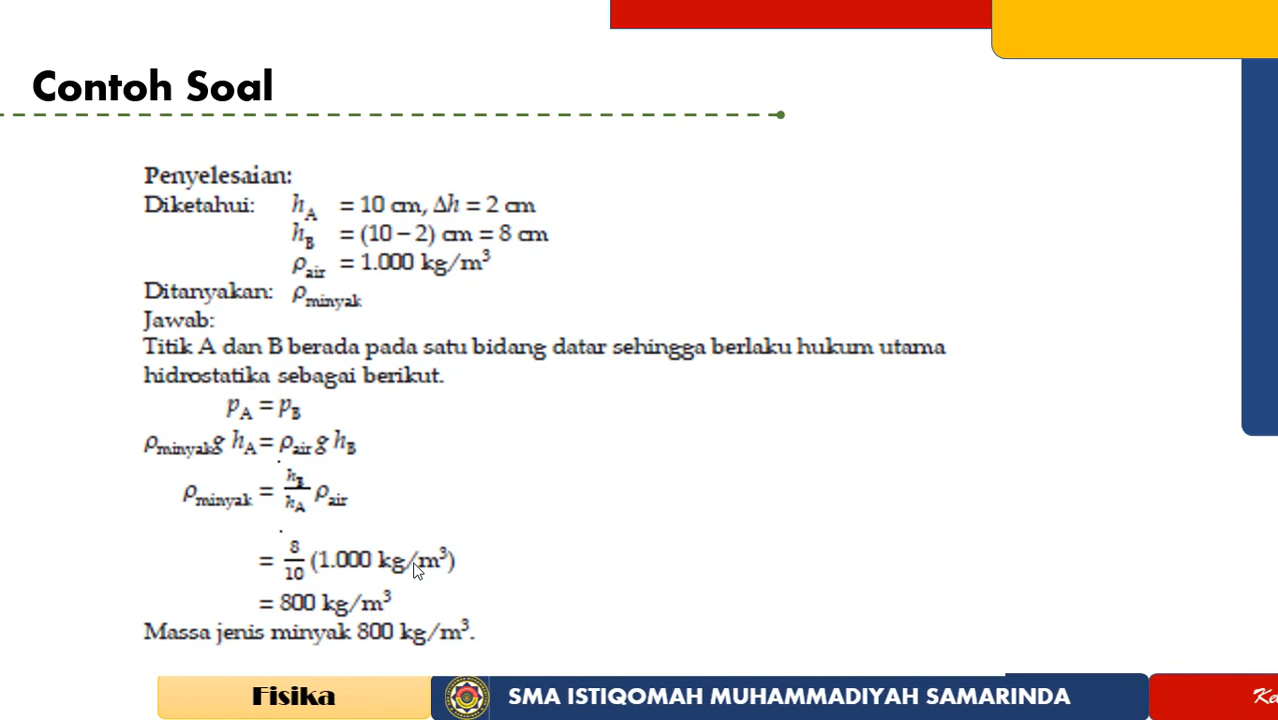 Contoh Soal
Penyelesaian:
Diketahui: h_A = 10 cm, Δh = 2 cm
h_B = (10 – 2) cm = 8 cm
ρ_air = 1.000 kg/m³
Ditanyakan: ρ_minyak
Jawab:
Titik A dan B berada pada satu bidang datar sehingga berlaku hukum utama
hidrostatika sebagai berikut.
p_A = p_B
ρ_minyak g h_A = ρ_air g h_B
ρ_minyak = h_B/h_A ρ_air
= 8/10 (1.000 kg/m³)
= 800 kg/m³
Massa jenis minyak 800 kg/m³.
Fisika
SMA ISTIQOMAH MUHAMMADIYAH SAMARINDA